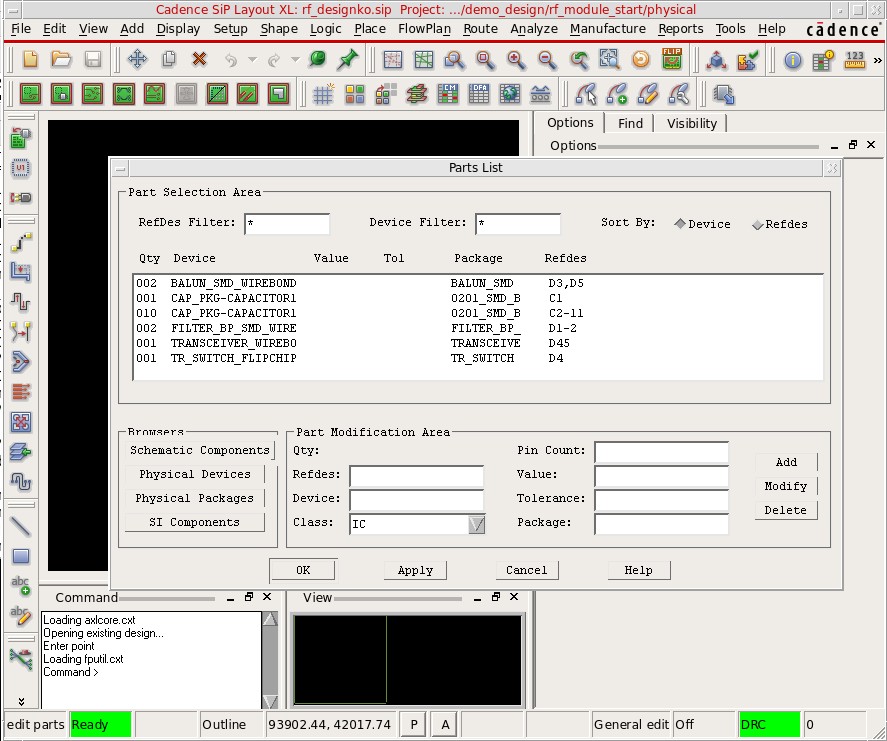 Cadence SiP Layout XL: rf_designko.sip Project: .../demo_design/rf_module_start/physical
File Edit View Add Display Setup Shape Logic Place FlowPlan Route Analyze Manufacture Reports Tools Help cādence
FLIP
i 123 »
CM DFA
U1
Options Find Visibility
Options
Parts List
Part Selection Area
RefDes Filter: * Device Filter: * Sort By: Device Refdes
Qty Device Value Tol Package Refdes
002 BALUN_SMD_WIREBOND BALUN_SMD D3,D5
001 CAP_PKG-CAPACITOR1 0201_SMD_B C1
010 CAP_PKG-CAPACITOR1 0201_SMD_B C2-11
002 FILTER_BP_SMD_WIRE FILTER_BP_ D1-2
001 TRANSCEIVER_WIREBO TRANSCEIVE D45
001 TR_SWITCH_FLIPCHIP TR_SWITCH D4
Browsers
Schematic Components
Physical Devices
Physical Packages
SI Components
Part Modification Area
Qty: Pin Count:
Refdes: Value:
Device: Tolerance:
Class: IC Package:
Add
Modify
Delete
OK Apply Cancel Help
abc
abc
Command
Loading axlcore.cxt
Opening existing design...
Enter point
Loading fputil.cxt
Command >
View
edit parts Ready Outline 93902.44, 42017.74 P A General edit Off DRC 0